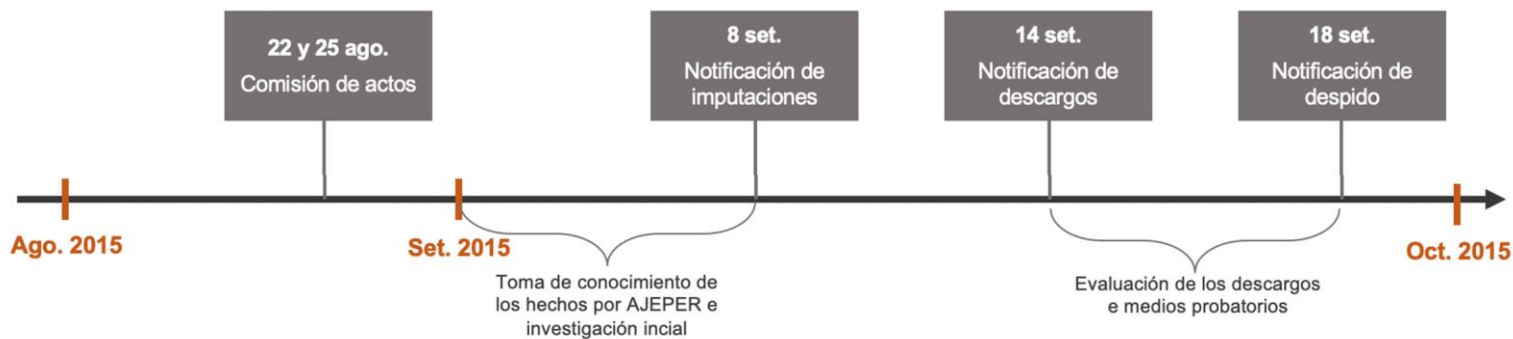 22 y 25 ago.
Comisión de actos
8 set.
Notificación de
imputaciones
14 set.
Notificación de
descargos
18 set.
Notificación de
despido
Ago. 2015
Set. 2015
Oct. 2015
Toma de conocimiento de
los hechos por AJEPER e
investigación incial
Evaluación de los descargos
e medios probatorios